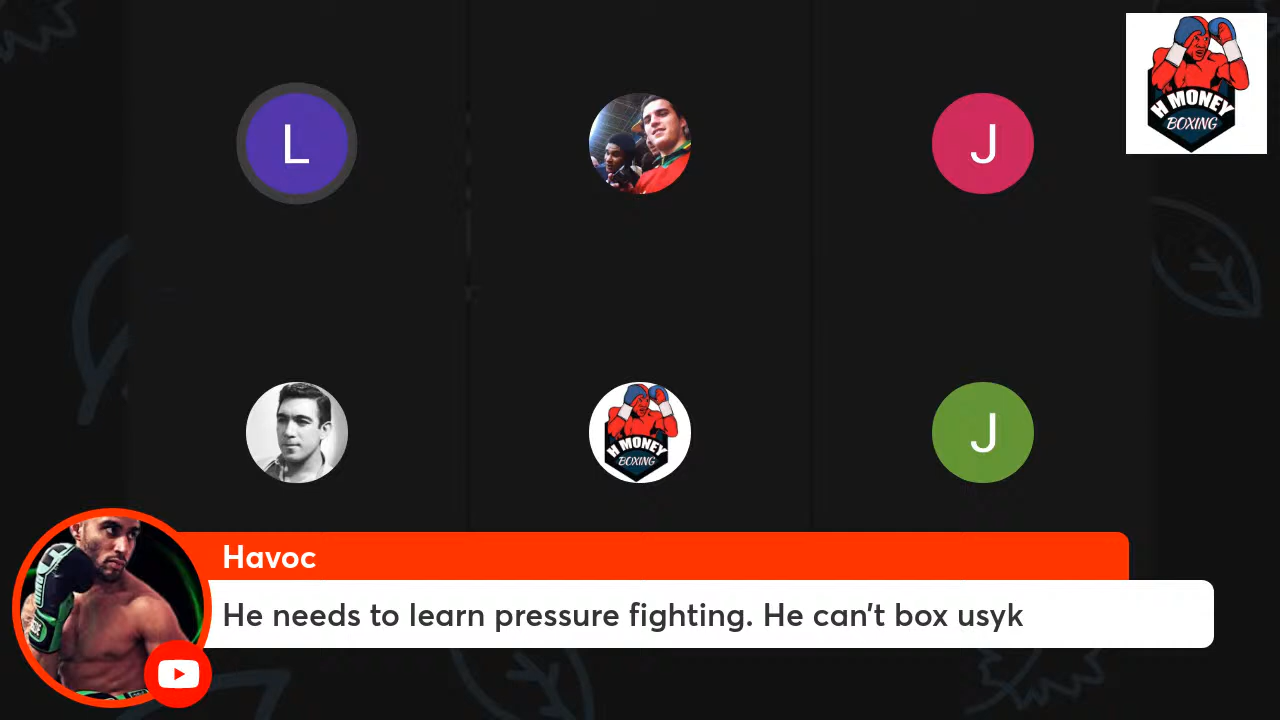 L
J
H MONEY
BOXING
H MONEY
BOXING
J
Havoc
He needs to learn pressure fighting. He can't box usyk